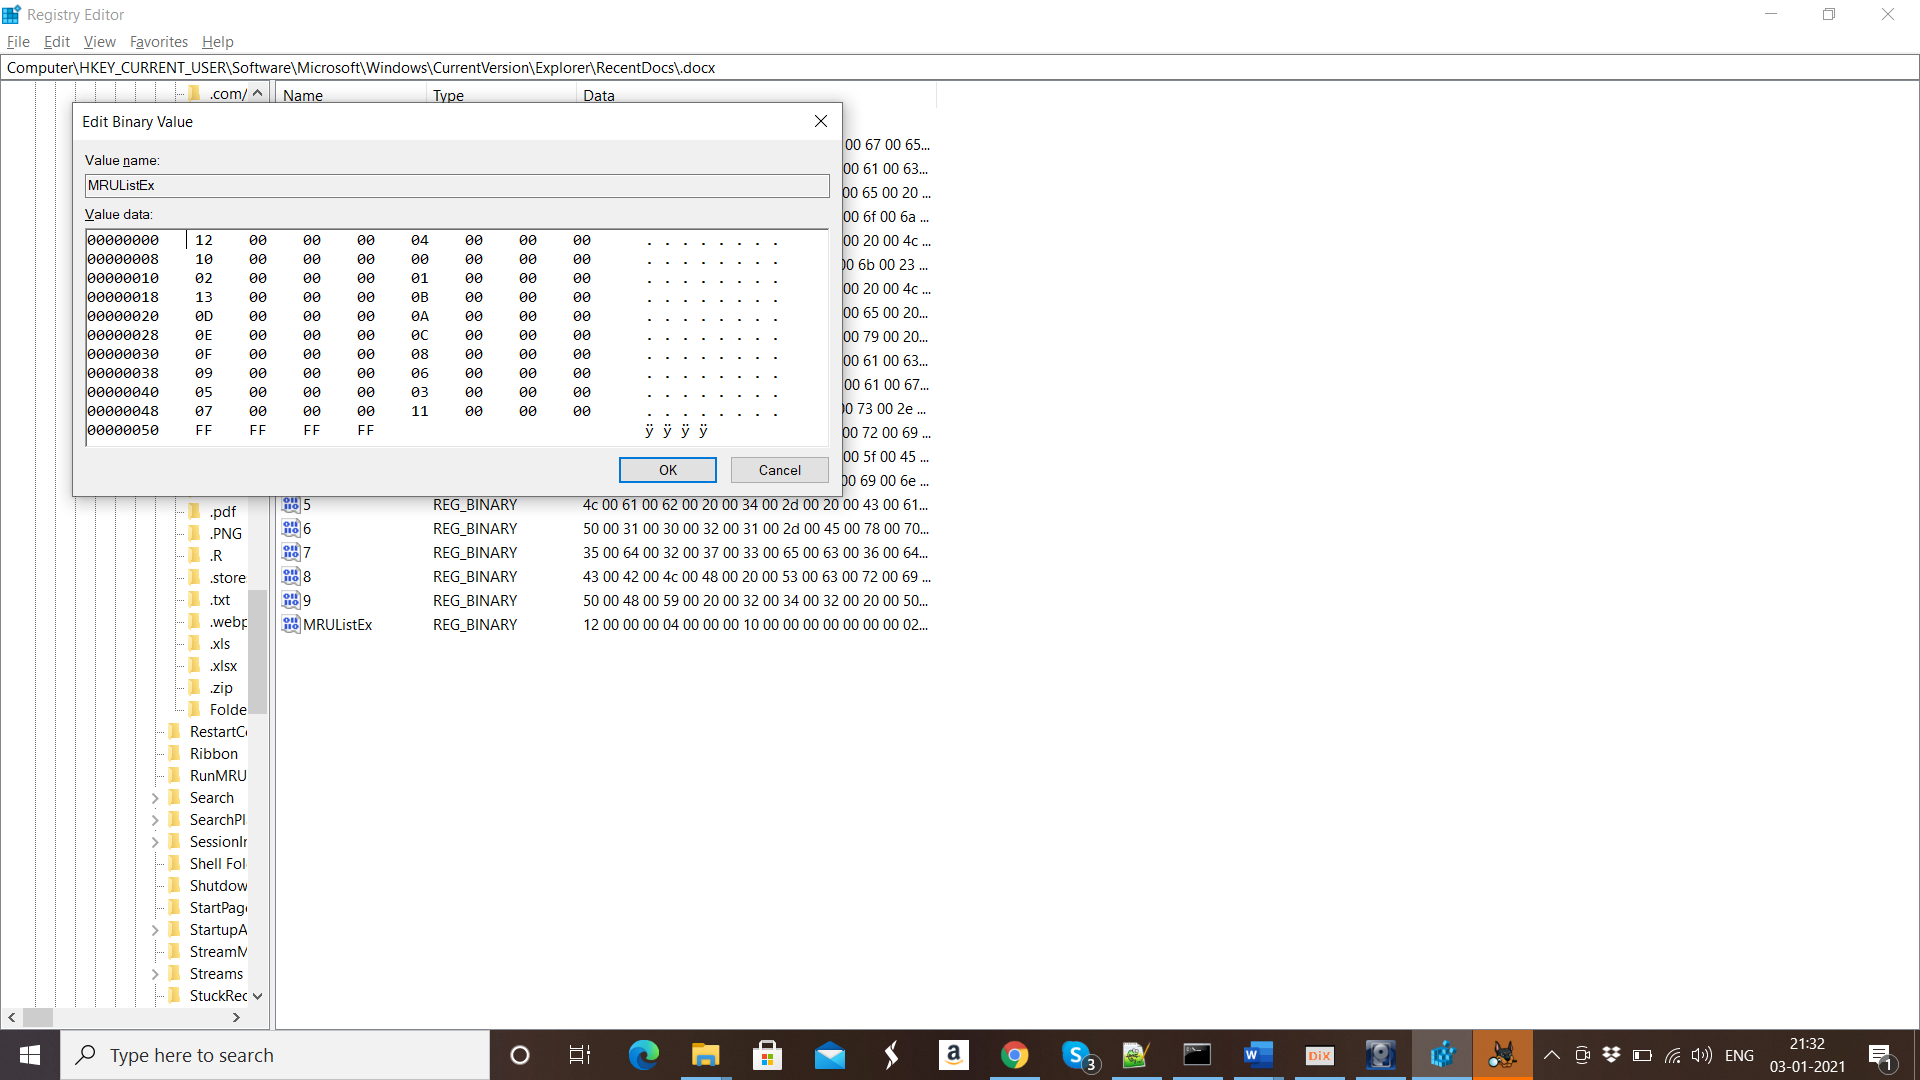 Registry Editor
File Edit View Favorites Help
Computer\HKEY_CURRENT_USER\Software\Microsoft\Windows\CurrentVersion\Explorer\RecentDocs\.docx
.com/
Name Type Data
Edit Binary Value
Value name:
MRUListEx
Value data:
00000000 12 00 00 00 04 00 00 00 . . . . . . . .
00000008 10 00 00 00 00 00 00 00 . . . . . . . .
00000010 02 00 00 00 01 00 00 00 . . . . . . . .
00000018 13 00 00 00 0B 00 00 00 . . . . . . . .
00000020 0D 00 00 00 0A 00 00 00 . . . . . . . .
00000028 0E 00 00 00 0C 00 00 00 . . . . . . . .
00000030 0F 00 00 00 08 00 00 00 . . . . . . . .
00000038 09 00 00 00 06 00 00 00 . . . . . . . .
00000040 05 00 00 00 03 00 00 00 . . . . . . . .
00000048 07 00 00 00 11 00 00 00 . . . . . . . .
00000050 FF FF FF FF ÿ ÿ ÿ ÿ
OK Cancel
00 67 00 65...
00 61 00 63...
00 65 00 20 ...
00 6f 00 6a ...
00 20 00 4c ...
00 6b 00 23 ...
00 20 00 4c ...
00 65 00 20...
00 79 00 20...
00 61 00 63...
00 61 00 67...
00 73 00 2e ...
00 72 00 69 ...
00 5f 00 45 ...
00 69 00 6e ...
5 REG_BINARY 4c 00 61 00 62 00 20 00 34 00 2d 00 20 00 43 00 61...
6 REG_BINARY 50 00 31 00 30 00 32 00 31 00 2d 00 45 00 78 00 70...
7 REG_BINARY 35 00 64 00 32 00 37 00 33 00 65 00 63 00 36 00 64...
8 REG_BINARY 43 00 42 00 4c 00 48 00 20 00 53 00 63 00 72 00 69 ...
9 REG_BINARY 50 00 48 00 59 00 20 00 32 00 34 00 32 00 20 00 50...
MRUListEx REG_BINARY 12 00 00 00 04 00 00 00 10 00 00 00 00 00 00 00 02...
.pdf
.PNG
.R
.store
.txt
.webp
.xls
.xlsx
.zip
Folde
RestartCo
Ribbon
RunMRU
Search
SearchPl
SessionIn
Shell Fol
Shutdow
StartPage
StartupA
StreamM
Streams
StuckRec
Type here to search
3
DiX
ENG
21:32
03-01-2021
1